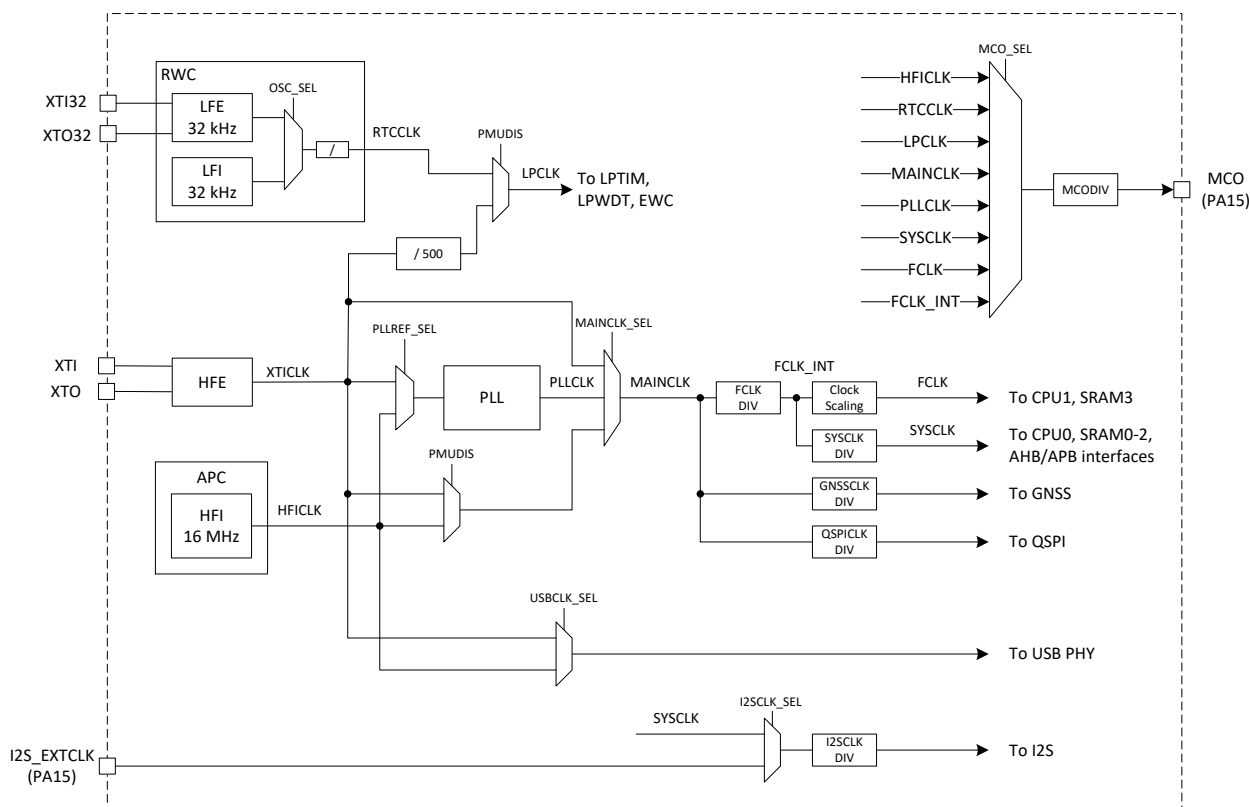 MCO_SEL
RWC
HFICLK
XTI32
LFE
32 kHz
OSC_SEL
RTCCLK
XTO32
RTCCLK
PMUDIS
/
LPCLK
LFI
32 kHz
LPCLK
To LPTIM,
LPWDT, EWC
MAINCLK
MCODIV
MCO
(PA15)
PLLCLK
SYSCLK
/ 500
FCLK
FCLK_INT
PLLREF_SEL
MAINCLK_SEL
XTI
XTO
HFE
XTICLK
PLL
PLLCLK
MAINCLK
FCLK_INT
FCLK
DIV
Clock
Scaling
FCLK
To CPU1, SRAM3
SYSCLK
DIV
SYSCLK
To CPU0, SRAM0-2,
AHB/APB interfaces
PMUDIS
APC
HFI
16 MHz
HFICLK
GNSSCLK
DIV
To GNSS
QSPICLK
DIV
To QSPI
USBCLK_SEL
To USB PHY
I2SCLK_SEL
SYSCLK
I2S_EXTCLK
(PA15)
I2SCLK
DIV
To I2S